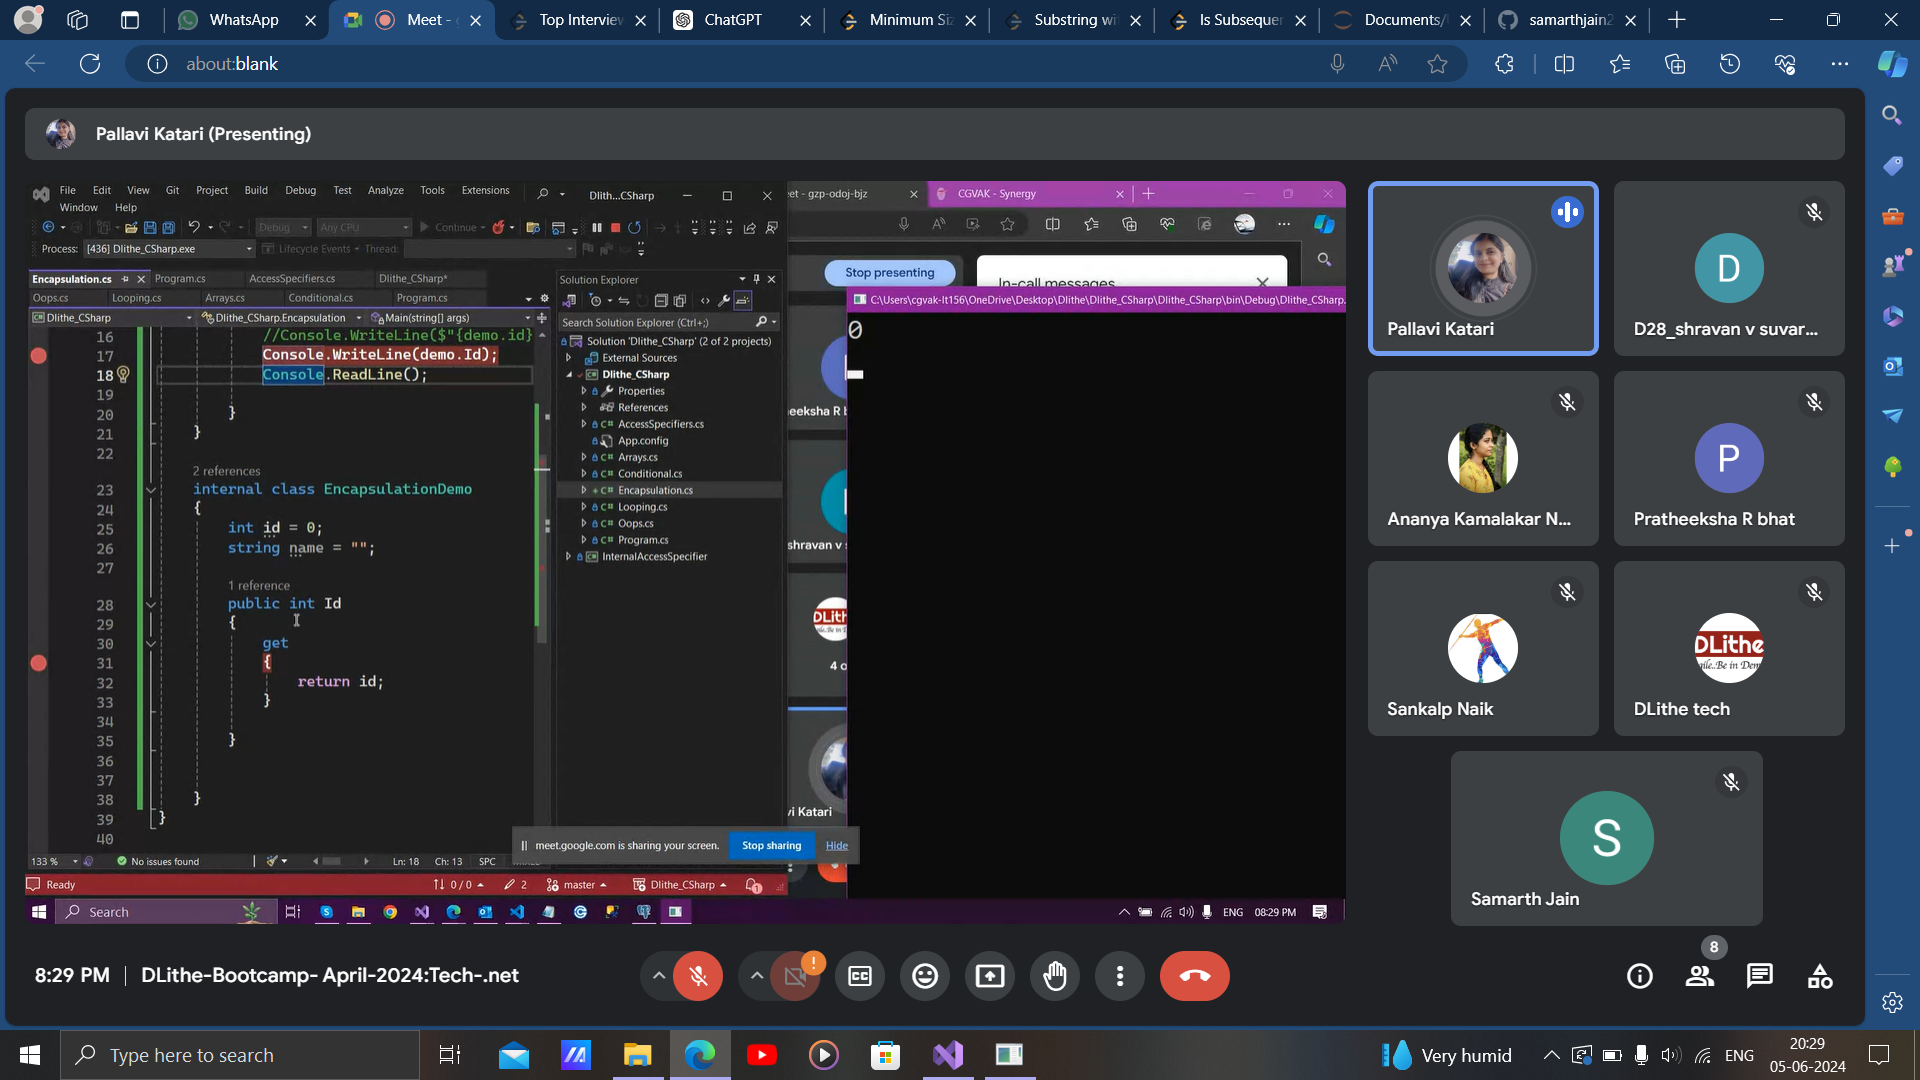 WhatsApp
Meet -
Top Interview
ChatGPT
Minimum Siz
Substring wi
Is Subsequen
Documents/
samarthjain2
about:blank
Pallavi Katari (Presenting)
File Edit View Git Project Build Debug Test Analyze Tools Extensions
Window Help
Dlith...CSharp
Debug Any CPU Continue
Process: [436] Dlithe_CSharp.exe Lifecycle Events Thread:
Encapsulation.cs Program.cs AccessSpecifiers.cs Dlithe_CSharp*
Oops.cs Looping.cs Arrays.cs Conditional.cs Program.cs
Dlithe_CSharp Dlithe_CSharp.Encapsulation Main(string[] args)
16 //Console.WriteLine($"{demo.id}
17 Console.WriteLine(demo.Id);
18 Console.ReadLine();
19
20 }
21 }
22
2 references
23 internal class EncapsulationDemo
24 {
25 int id = 0;
26 string name = "";
27
1 reference
28 public int Id
29 {
30 get
31 {
32 return id;
33 }
34
35 }
36
37
38 }
39 }
40
133 % No issues found Ln: 18 Ch: 13 SPC
Ready 0 / 0 2 master Dlithe_CSharp 1
Solution Explorer
Search Solution Explorer (Ctrl+;)
Solution 'Dlithe_CSharp' (2 of 2 projects)
External Sources
Dlithe_CSharp
Properties
References
AccessSpecifiers.cs
App.config
Arrays.cs
Conditional.cs
Encapsulation.cs
Looping.cs
Oops.cs
Program.cs
InternalAccessSpecifier
eet - gzp-odoj-bjz
CGVAK - Synergy
Stop presenting
In-call messages
C:\Users\cgvak-lt156\OneDrive\Desktop\Dlithe\Dlithe_CSharp\Dlithe_CSharp\bin\Debug\Dlithe_CSharp.
0
eeksha R b
shravan v s
DLith
4 o
vi Katari
meet.google.com is sharing your screen. Stop sharing Hide
Search
ENG 08:29 PM
Pallavi Katari
D
D28_shravan v suvar...
Ananya Kamalakar N...
P
Pratheeksha R bhat
Sankalp Naik
DLithe
DLithe tech
S
Samarth Jain
8
8:29 PM DLithe-Bootcamp- April-2024:Tech-.net
Type here to search
Very humid
ENG
20:29
05-06-2024